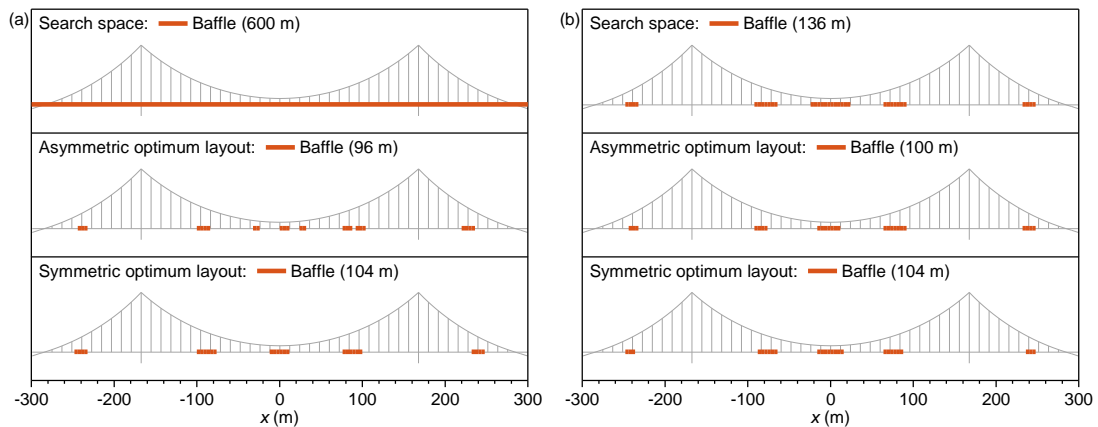 (a)
Search space: Baffle (600 m)
Asymmetric optimum layout: Baffle (96 m)
Symmetric optimum layout: Baffle (104 m)
-300 -200 -100 0 100 200 300
x (m)
(b)
Search space: Baffle (136 m)
Asymmetric optimum layout: Baffle (100 m)
Symmetric optimum layout: Baffle (104 m)
-300 -200 -100 0 100 200 300
x (m)